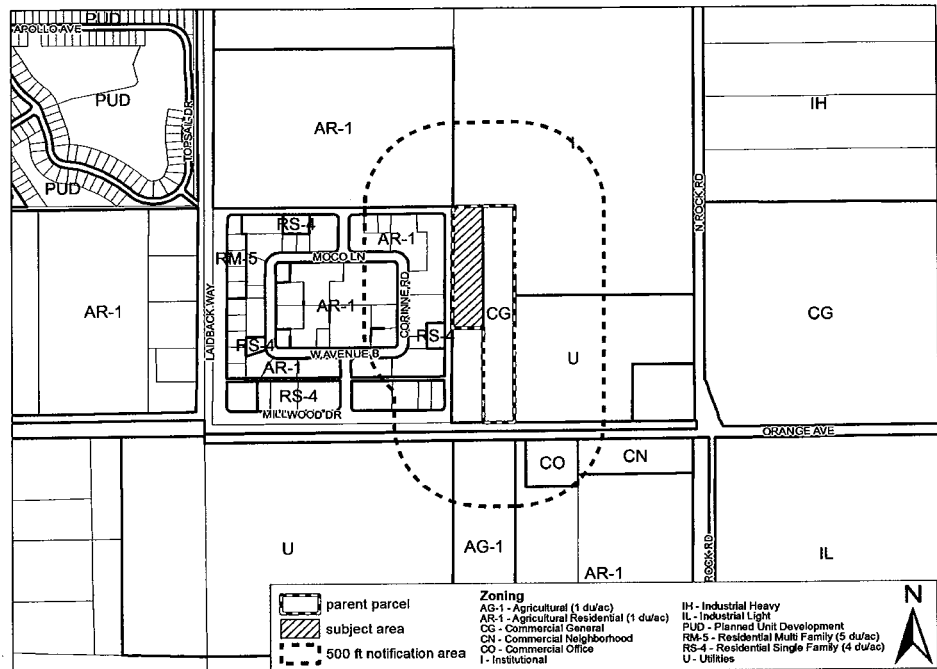 PUD
APOLLO AVE
PUD
TOPSAIL DR
PUD
AR-1
I
IH
N ROCK RD
RS-4
AR-1
RM-5
MOCO LN
AR-1
LAIDBACK WAY
AR-1
CORINNE RD
CG
CG
RS-4
RS-4
W AVENUE B
U
AR-1
RS-4
MILLWOOD DR
ORANGE AVE
CO
CN
U
AG-1
AR-1
ROCK RD
IL
parent parcel
subject area
500 ft notification area
Zoning
AG-1 - Agricultural (1 du/ac)
AR-1 - Agricultural Residential (1 du/ac)
CG - Commercial General
CN - Commercial Neighborhood
CO - Commercial Office
I - Institutional
IH - Industrial Heavy
IL - Industrial Light
PUD - Planned Unit Development
RM-5 - Residential Multi Family (5 du/ac)
RS-4 - Residential Single Family (4 du/ac)
U - Utilities
N